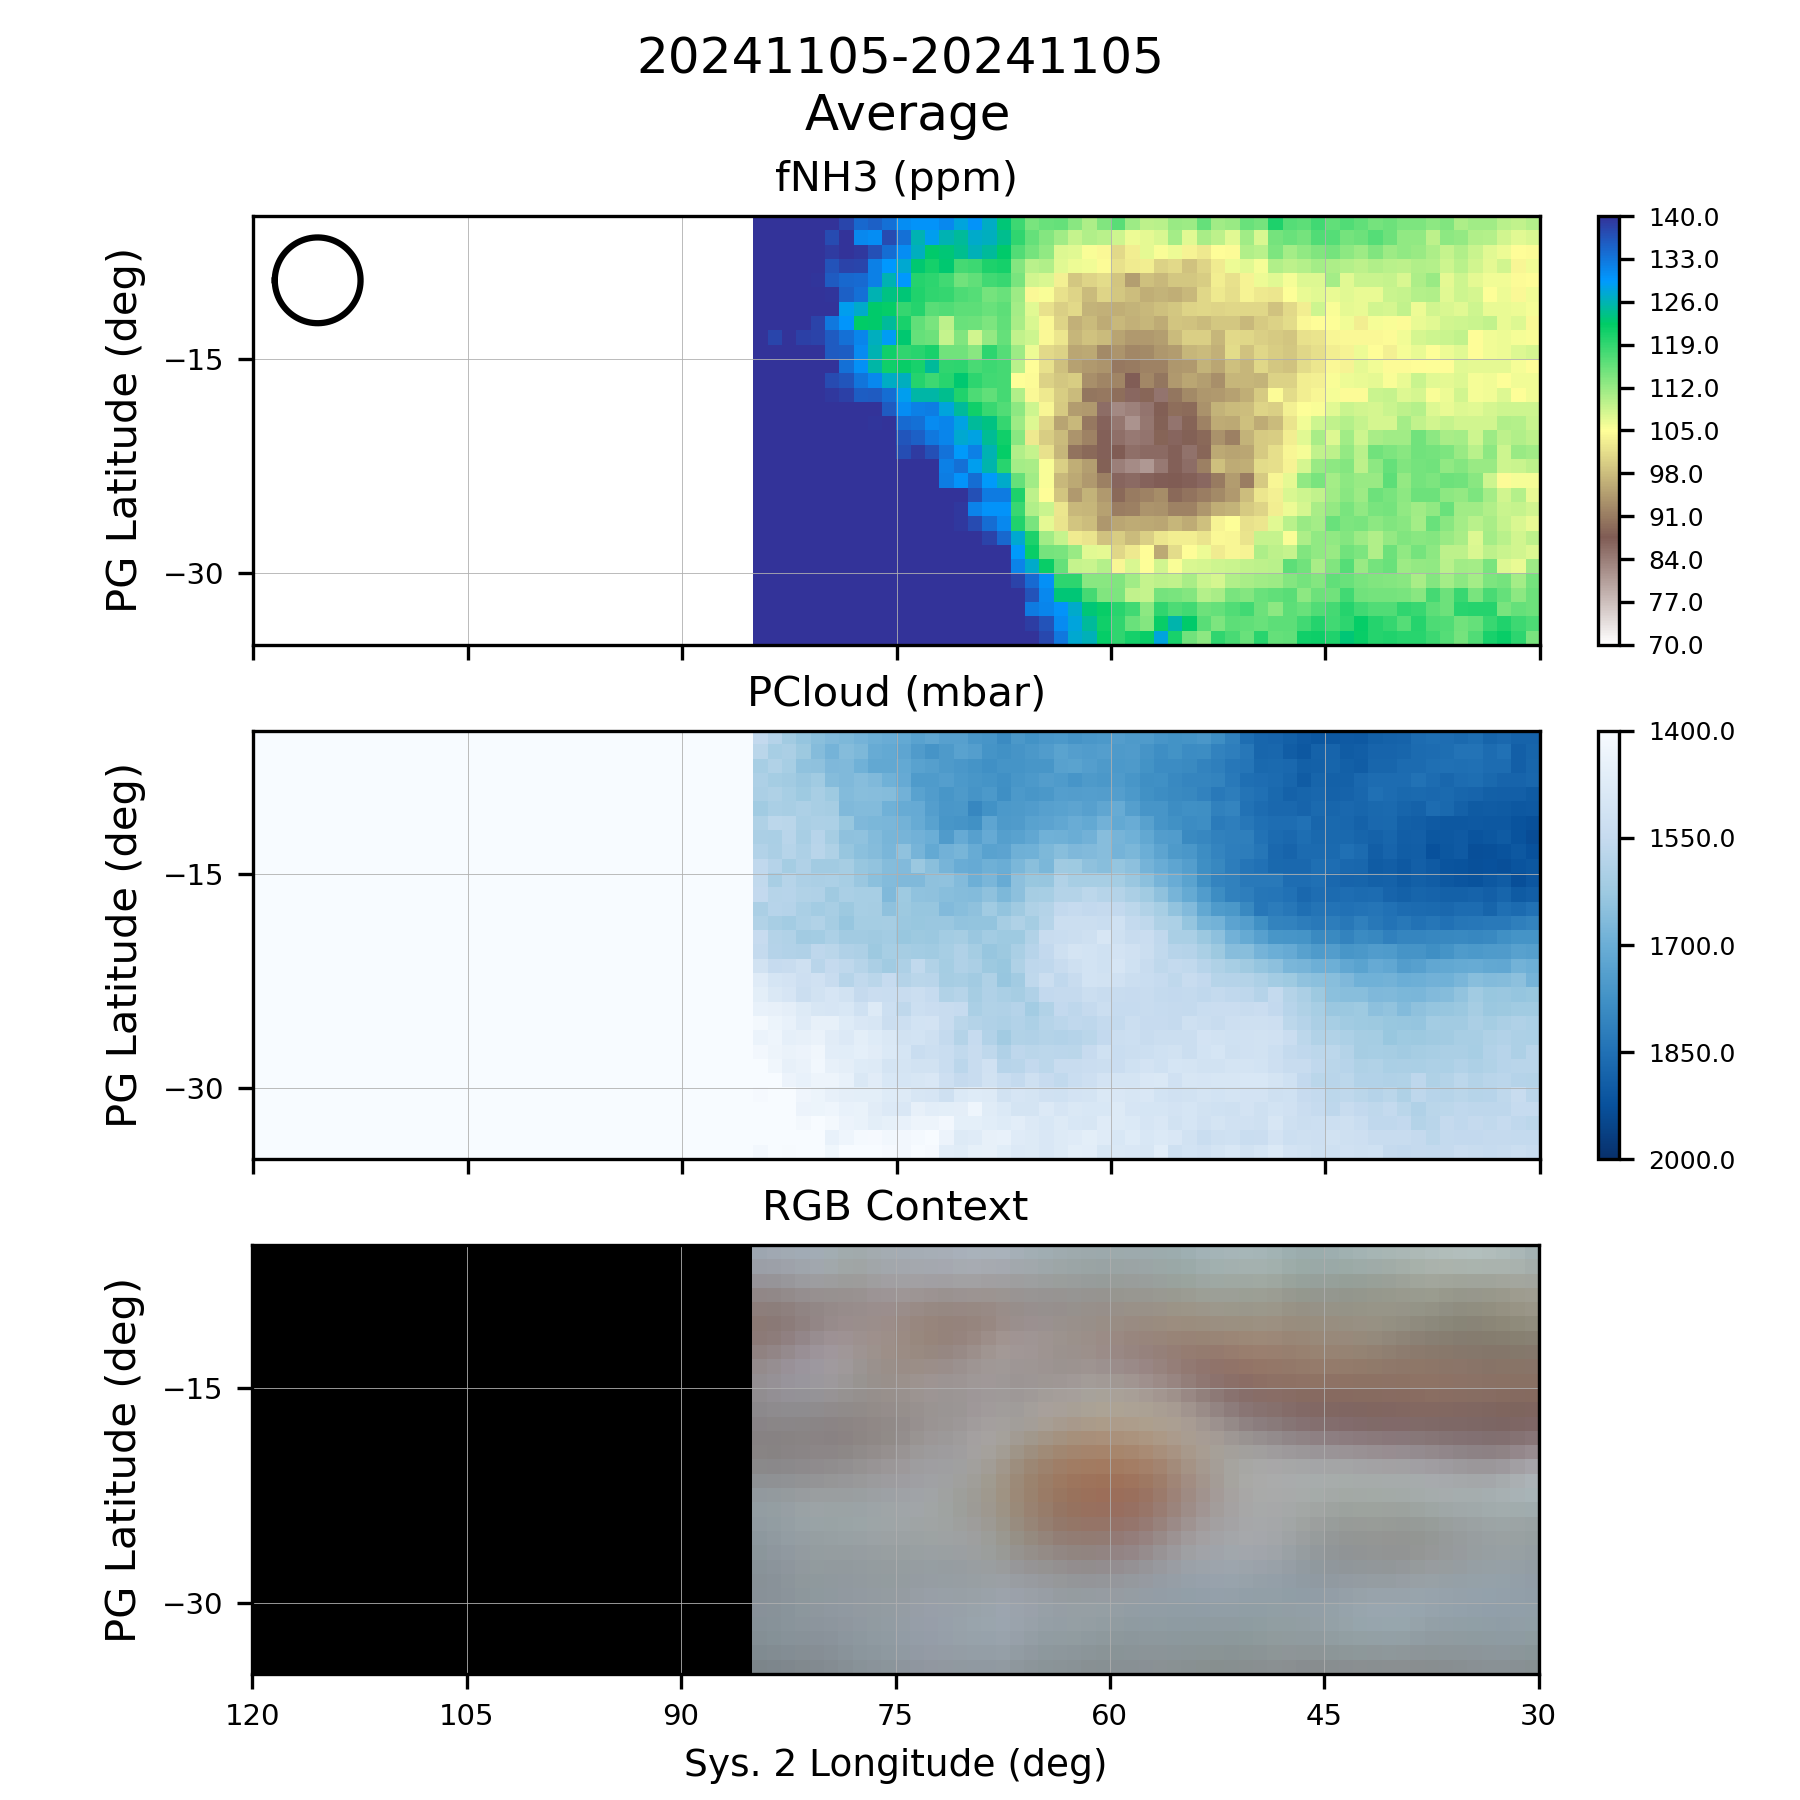 20241105-20241105
Average
fNH3 (ppm)
PG Latitude (deg)
−15
−30
140.0
133.0
126.0
119.0
112.0
105.0
98.0
91.0
84.0
77.0
70.0
PCloud (mbar)
PG Latitude (deg)
−15
−30
1400.0
1550.0
1700.0
1850.0
2000.0
RGB Context
PG Latitude (deg)
−15
−30
120 105 90 75 60 45 30
Sys. 2 Longitude (deg)